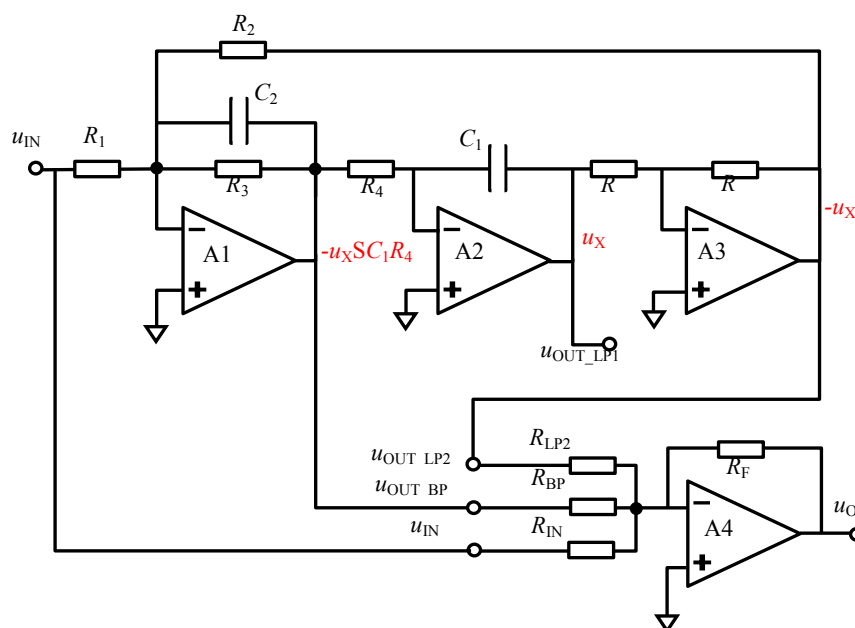 R2
C2
uIN
R1
C1
R3
R4
R
R
-uX
A1
-uXSC1R4
A2
uX
A3
uOUT_LP1
RLP2
uOUT LP2
RBP
RF
uOUT BP
uIN
RIN
A4
uO